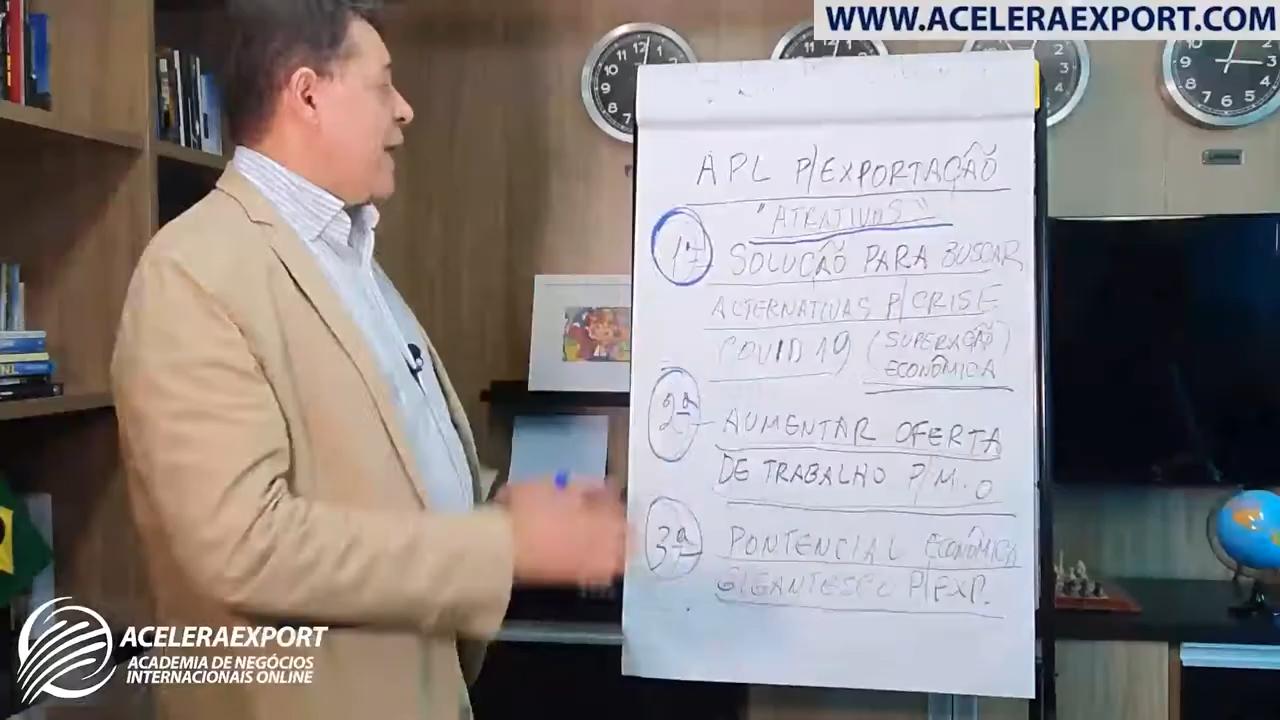 WWW.ACELERAEXPORT.COM
APL P/EXPORTAÇÃO
"ATRATIVOS"
1ª SOLUÇÃO PARA BUSCAR
ALTERNATIVAS P/CRISE
COVID 19 (SUPERAÇÃO)
ECONÔMICA
2ª AUMENTAR OFERTA
DE TRABALHO P/M.O
3ª PONTENCIAL ECONÔMICO
GIGANTESCO P/EXP.
ACELERAEXPORT
ACADEMIA DE NEGÓCIOS
INTERNACIONAIS ONLINE